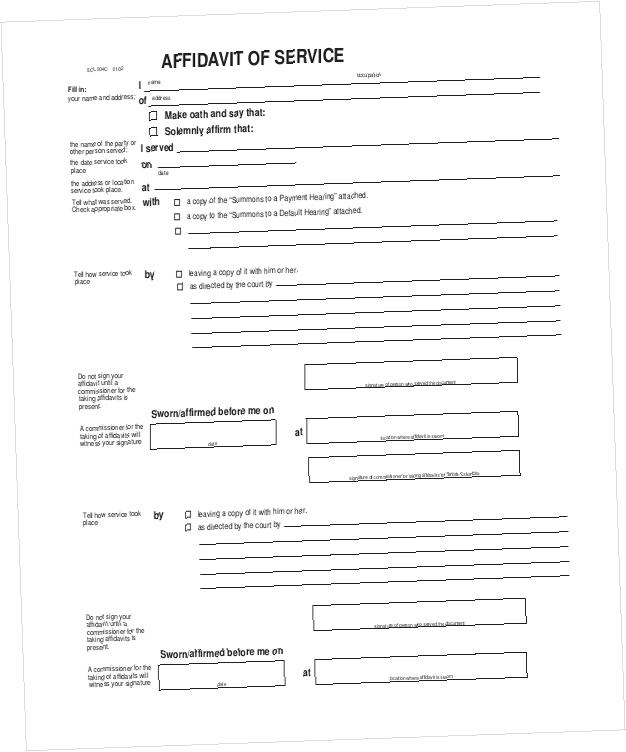 SCL 004C 01/02
AFFIDAVIT OF SERVICE
Fill in:
your name and address;
I name occupation
of address
Make oath and say that:
Solemnly affirm that:
the name of the party or
other person served;
I served
the date service took
place
on
date
the address or location
service took place.
at
Tell what was served.
Check appropriate box.
with
a copy of the "Summons to a Payment Hearing" attached.
a copy to the "Summons to a Default Hearing" attached.
Tell how service took
place
by
leaving a copy of it with him or her.
as directed by the court by
Do not sign your
affidavit until a
commissioner for the
taking affidavits is
present.
signature of person who served the document
Sworn/affirmed before me on
A commissioner for the
taking of affidavits will
witness your signature
date
at
location where affidavit is sworn
signature of commissioner for taking affidavits for British Columbia
Tell how service took
place
by
leaving a copy of it with him or her.
as directed by the court by
Do not sign your
affidavit until a
commissioner for the
taking affidavits is
present.
signature of person who served the document
Sworn/affirmed before me on
A commissioner for the
taking of affidavits will
witness your signature
date
at
location where affidavit is sworn